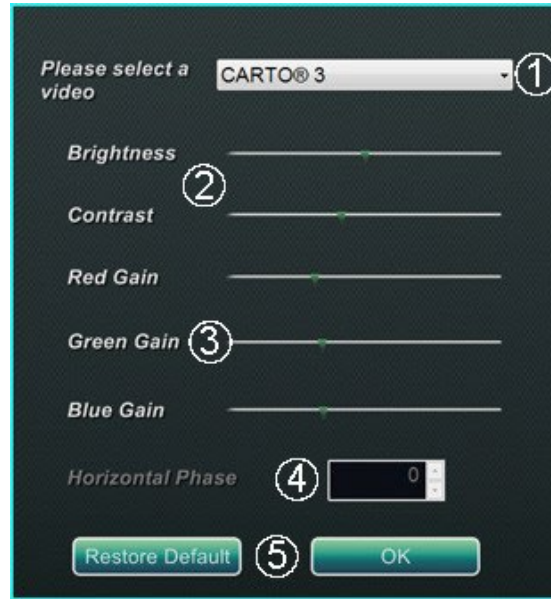 Please select a
video
CARTO® 3
①
Brightness
②
Contrast
Red Gain
Green Gain ③
Blue Gain
Horizontal Phase ④ 0
Restore Default ⑤ OK